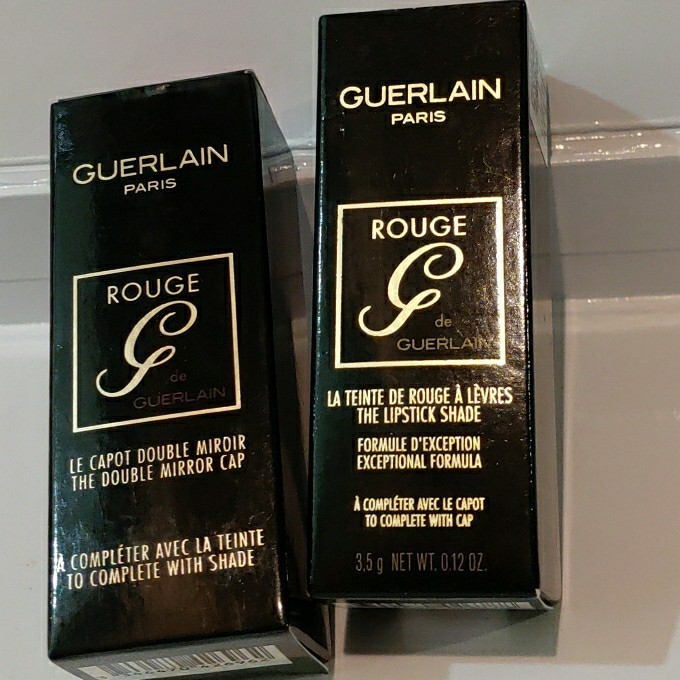 GUERLAIN
PARIS
ROUGE
G
de
GUERLAIN
LE CAPOT DOUBLE MIROIR
THE DOUBLE MIRROR CAP
À COMPLÉTER AVEC LA TEINTE
TO COMPLETE WITH SHADE
GUERLAIN
PARIS
ROUGE
G
de
GUERLAIN
LA TEINTE DE ROUGE À LÈVRES
THE LIPSTICK SHADE
FORMULE D'EXCEPTION
EXCEPTIONAL FORMULA
À COMPLÉTER AVEC LE CAPOT
TO COMPLETE WITH CAP
3,5 g NET WT. 0.12 OZ.